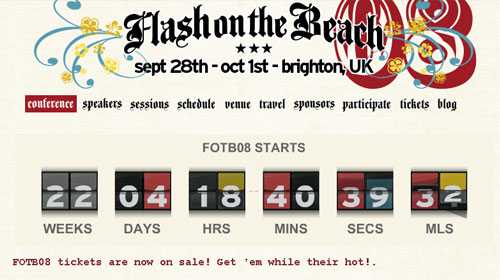 Flash on the Beach
sept 28th - oct 1st - brighton, UK
conference speakers sessions schedule venue travel sponsors participate tickets blog
FOTB08 STARTS
22 04 18 40 39 32
WEEKS DAYS HRS MINS SECS MLS
FOTB08 tickets are now on sale! Get 'em while their hot!.